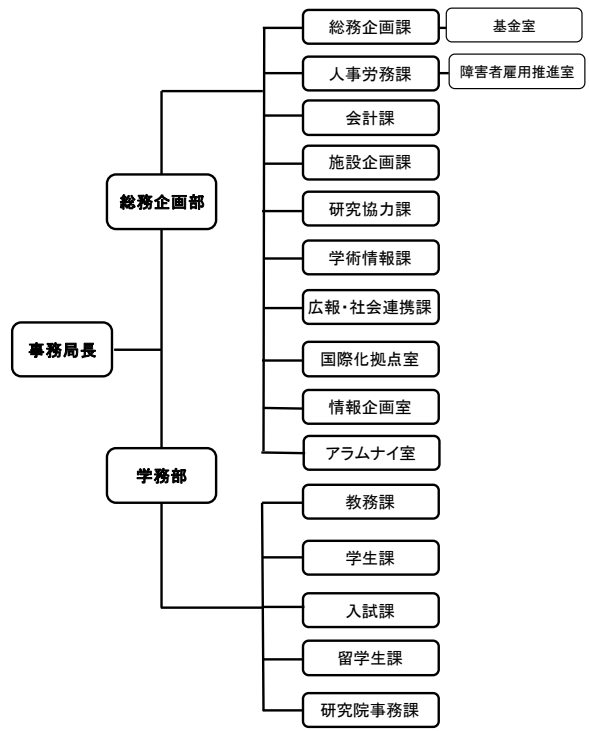 総務企画課
基金室
人事労務課
障害者雇用推進室
会計課
施設企画課
総務企画部
研究協力課
学術情報課
広報・社会連携課
事務局長
国際化拠点室
情報企画室
アラムナイ室
学務部
教務課
学生課
入試課
留学生課
研究院事務課